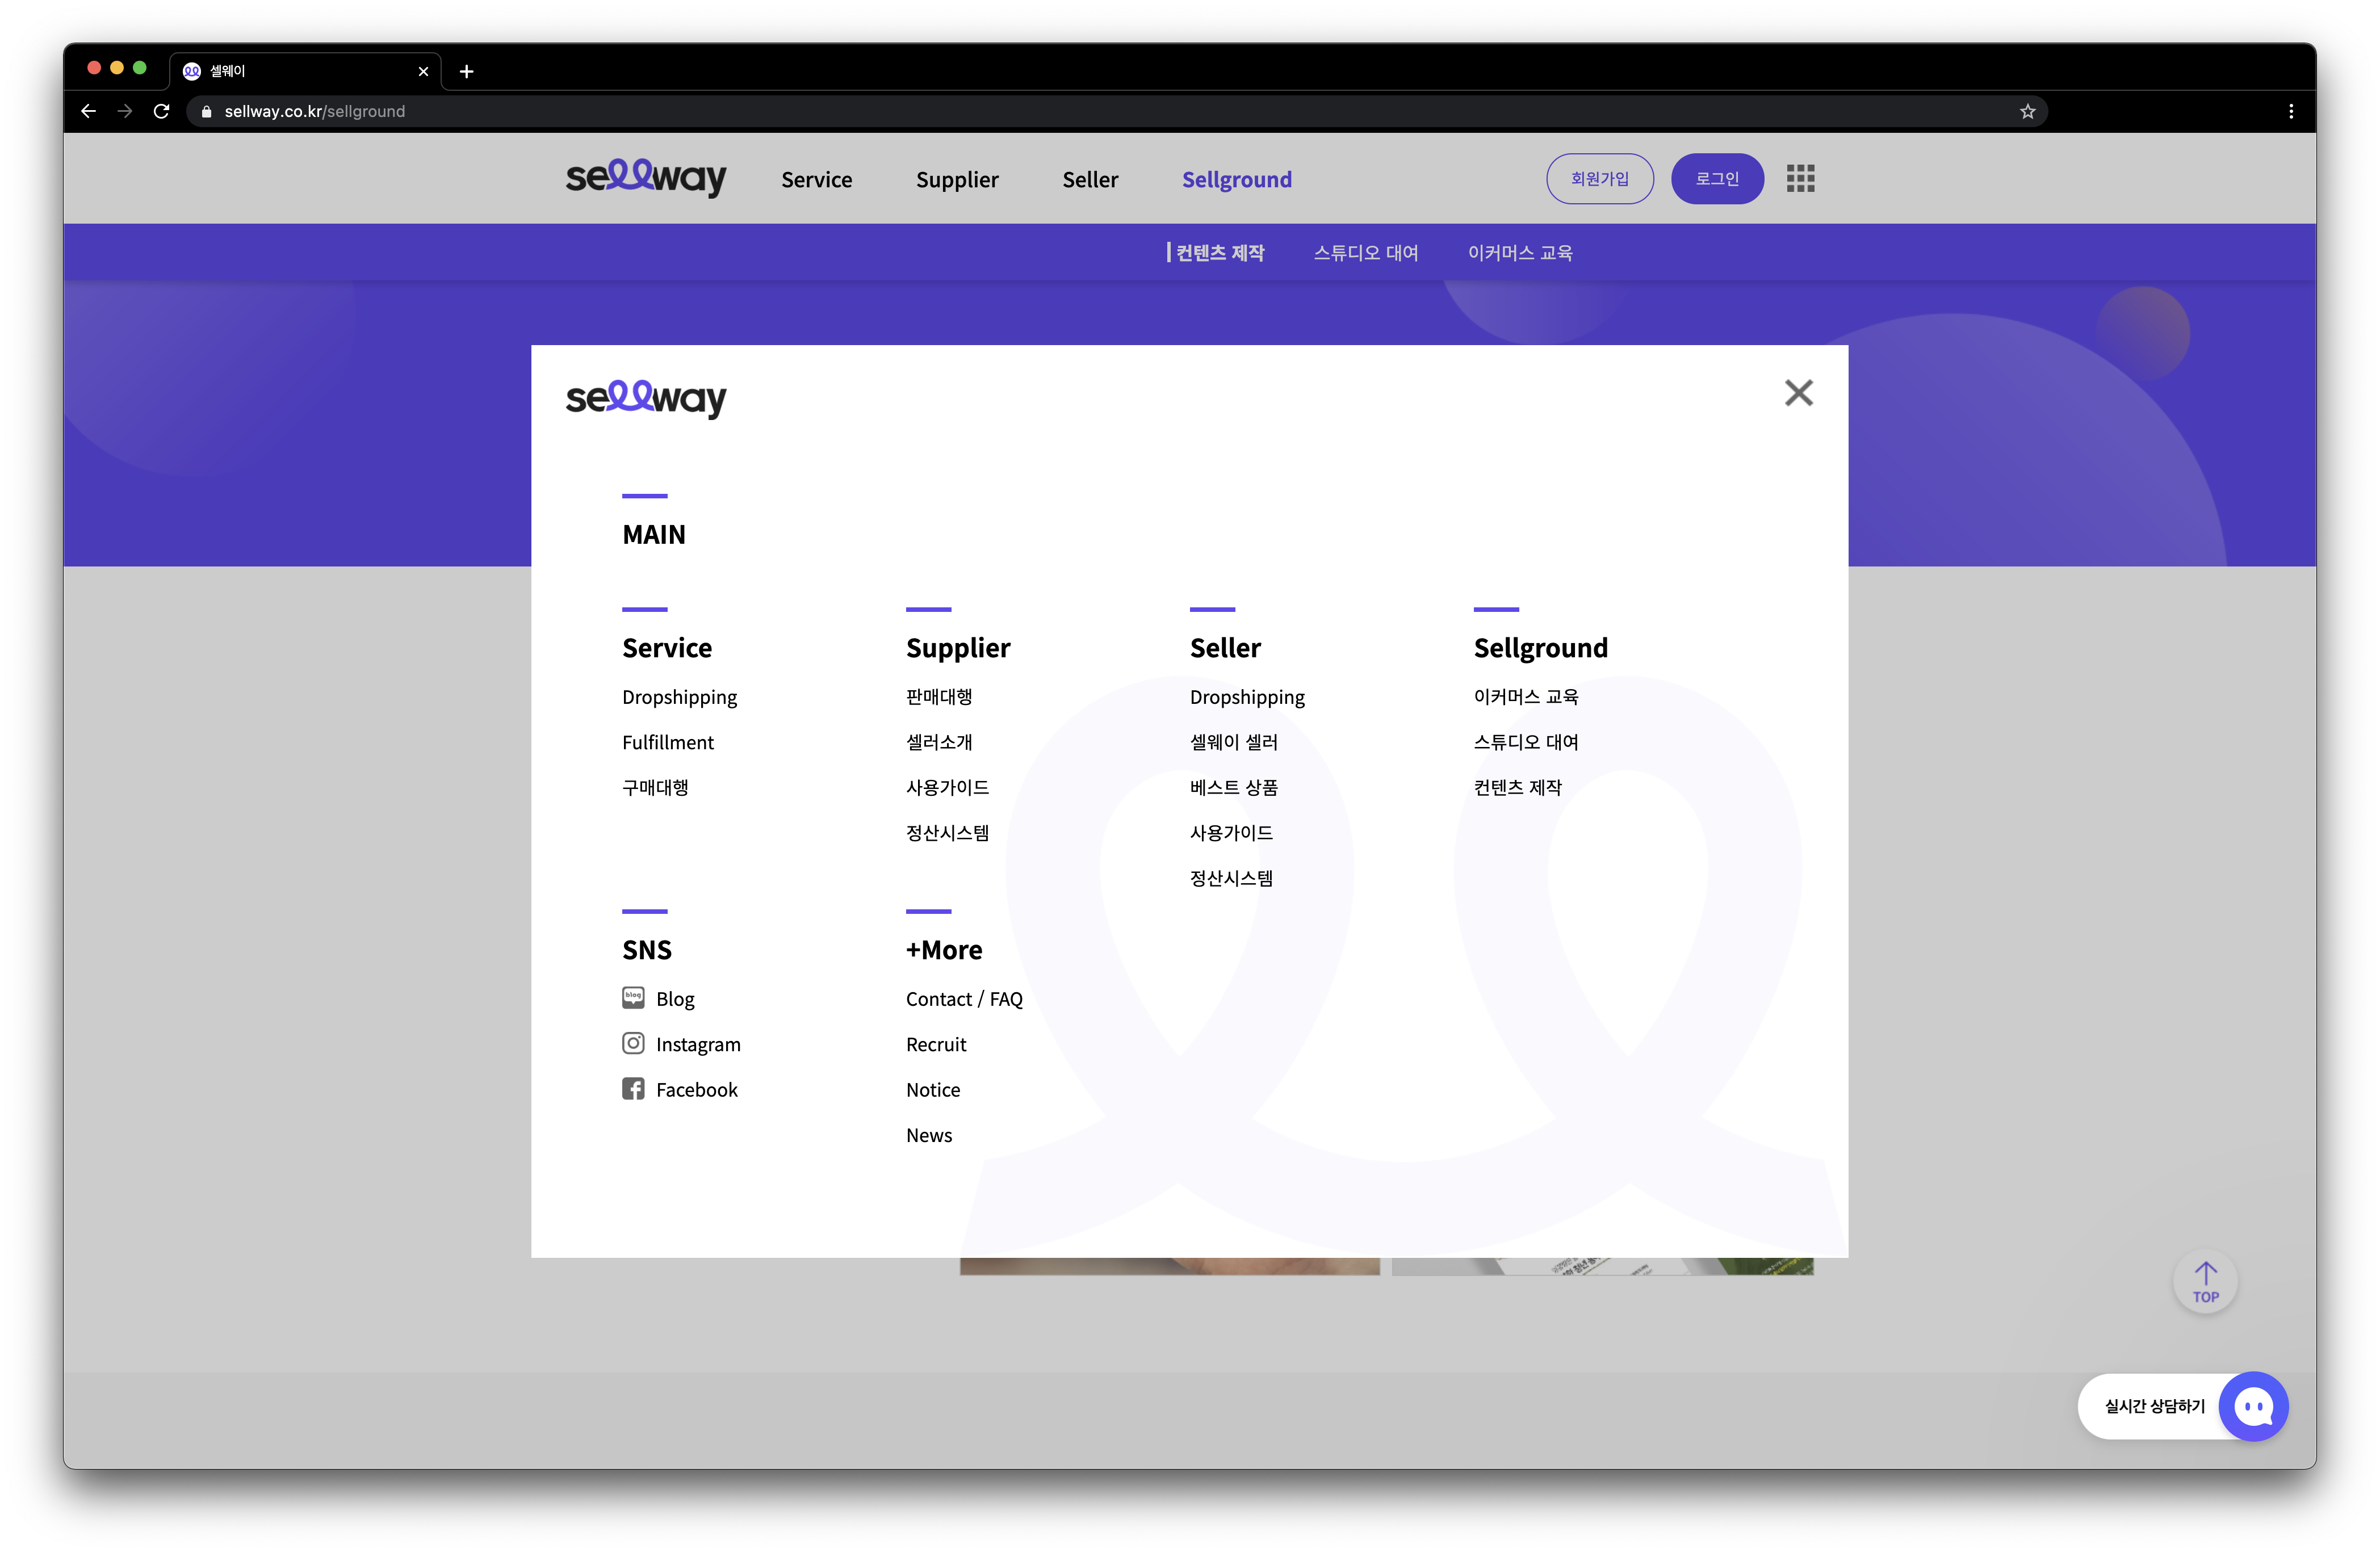 셀웨이
sellway.co.kr/sellground
sellway
Service
Supplier
Seller
Sellground
회원가입
로그인
컨텐츠 제작
스튜디오 대여
이커머스 교육
sellway
MAIN
Service
Dropshipping
Fulfillment
구매대행
Supplier
판매대행
셀러소개
사용가이드
정산시스템
Seller
Dropshipping
셀웨이 셀러
베스트 상품
사용가이드
정산시스템
Sellground
이커머스 교육
스튜디오 대여
컨텐츠 제작
SNS
blog
Blog
Instagram
Facebook
+More
Contact / FAQ
Recruit
Notice
News
TOP
실시간 상담하기